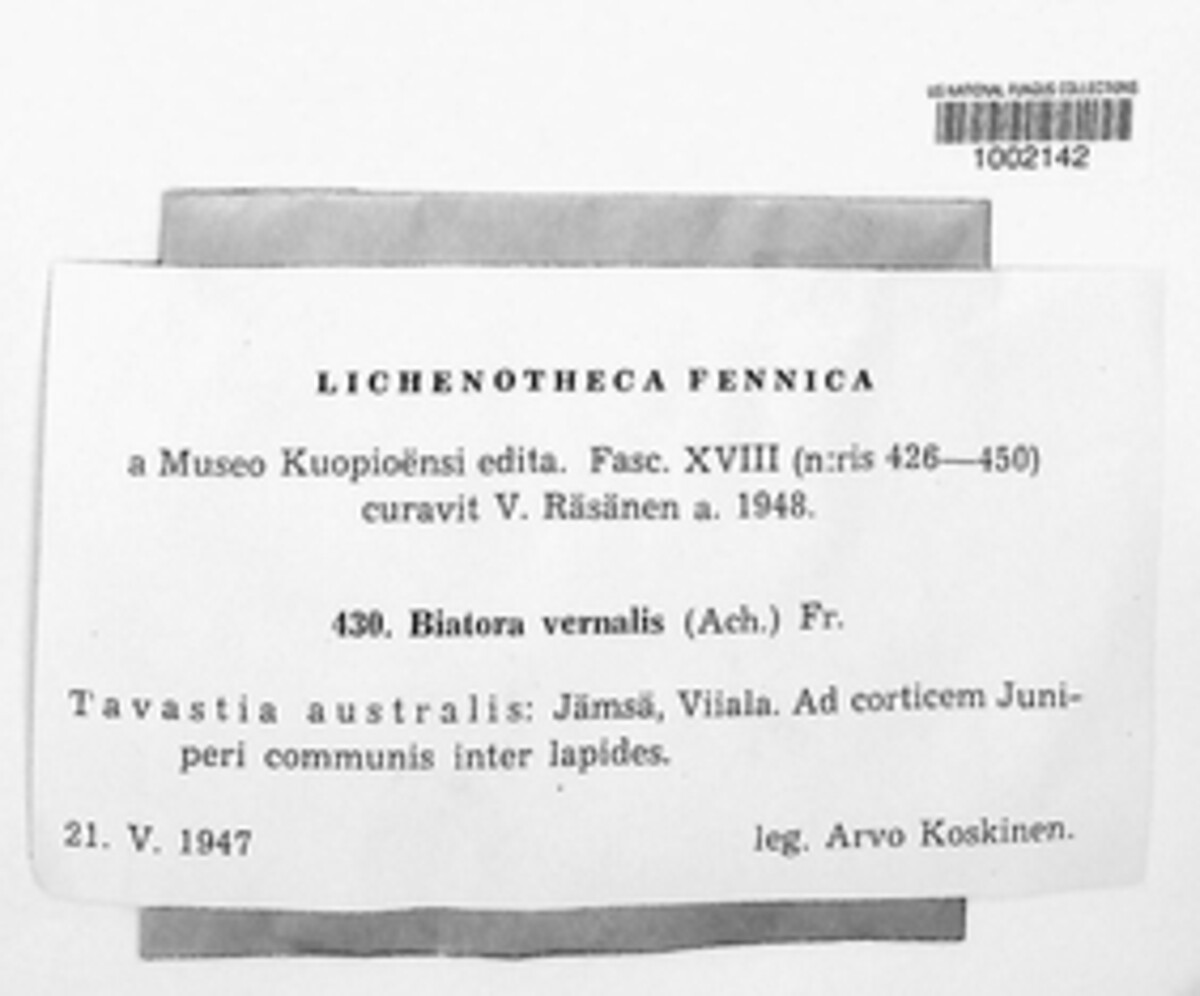 US NATIONAL FUNGUS COLLECTIONS
1002142
LICHENOTHECA FENNICA
a Museo Kuopioënsi edita. Fasc. XVIII (n:ris 426—450)
curavit V. Räsänen a. 1948.
430. Biatora vernalis (Ach.) Fr.
Tavastia australis: Jämsä, Viiala. Ad corticem Juni-
peri communis inter lapides.
21. V. 1947
leg. Arvo Koskinen.